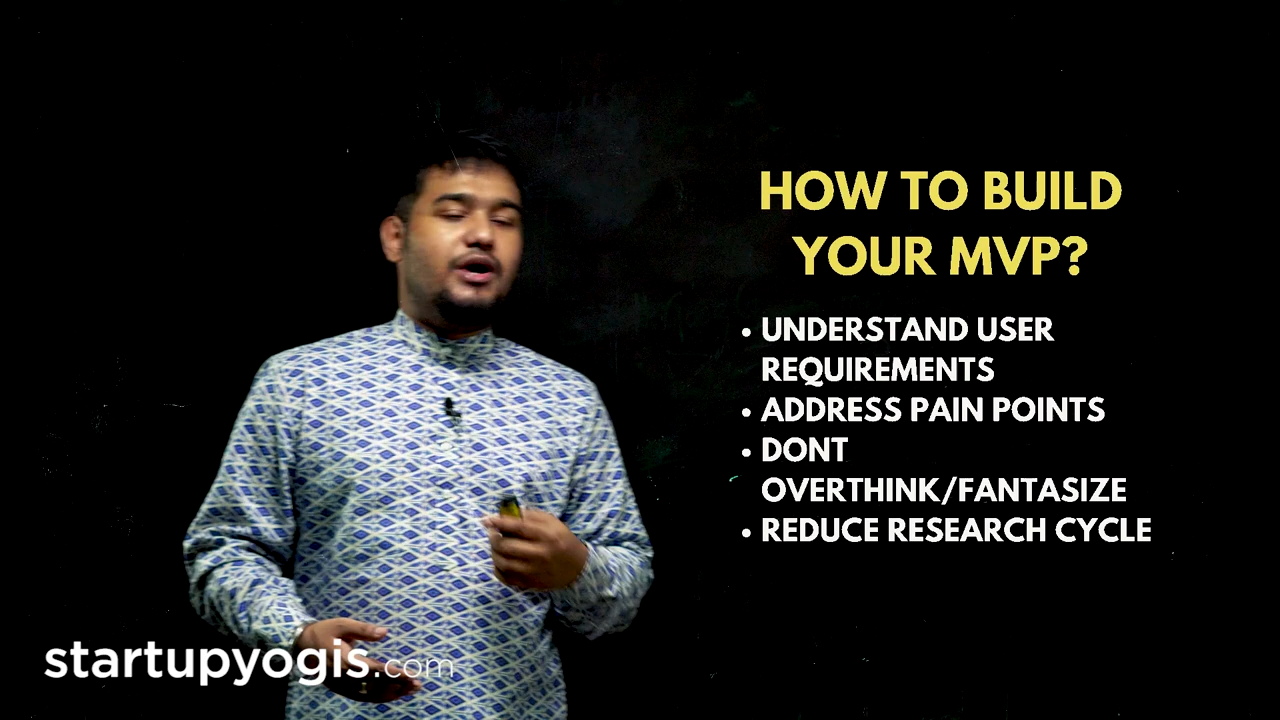 HOW TO BUILD
YOUR MVP?
• UNDERSTAND USER
REQUIREMENTS
• ADDRESS PAIN POINTS
• DONT
OVERTHINK/FANTASIZE
• REDUCE RESEARCH CYCLE
startupyogis.com